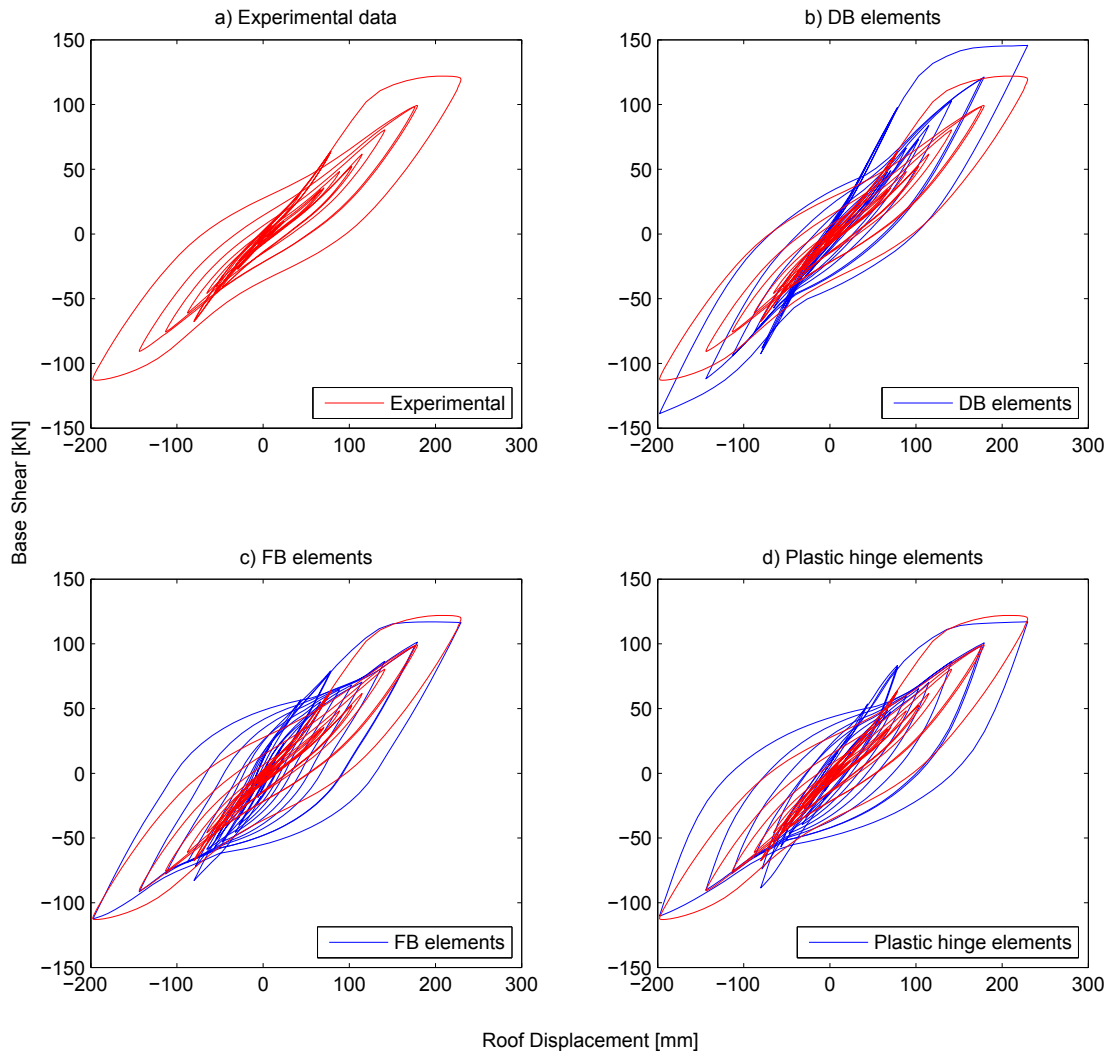 a) Experimental data
150
100
50
0
−50
−100
−150
−200 −100 0 100 200 300
Experimental
b) DB elements
150
100
50
0
−50
−100
−150
−200 −100 0 100 200 300
DB elements
Base Shear [kN]
c) FB elements
150
100
50
0
−50
−100
−150
−200 −100 0 100 200 300
FB elements
d) Plastic hinge elements
150
100
50
0
−50
−100
−150
−200 −100 0 100 200 300
Plastic hinge elements
Roof Displacement [mm]